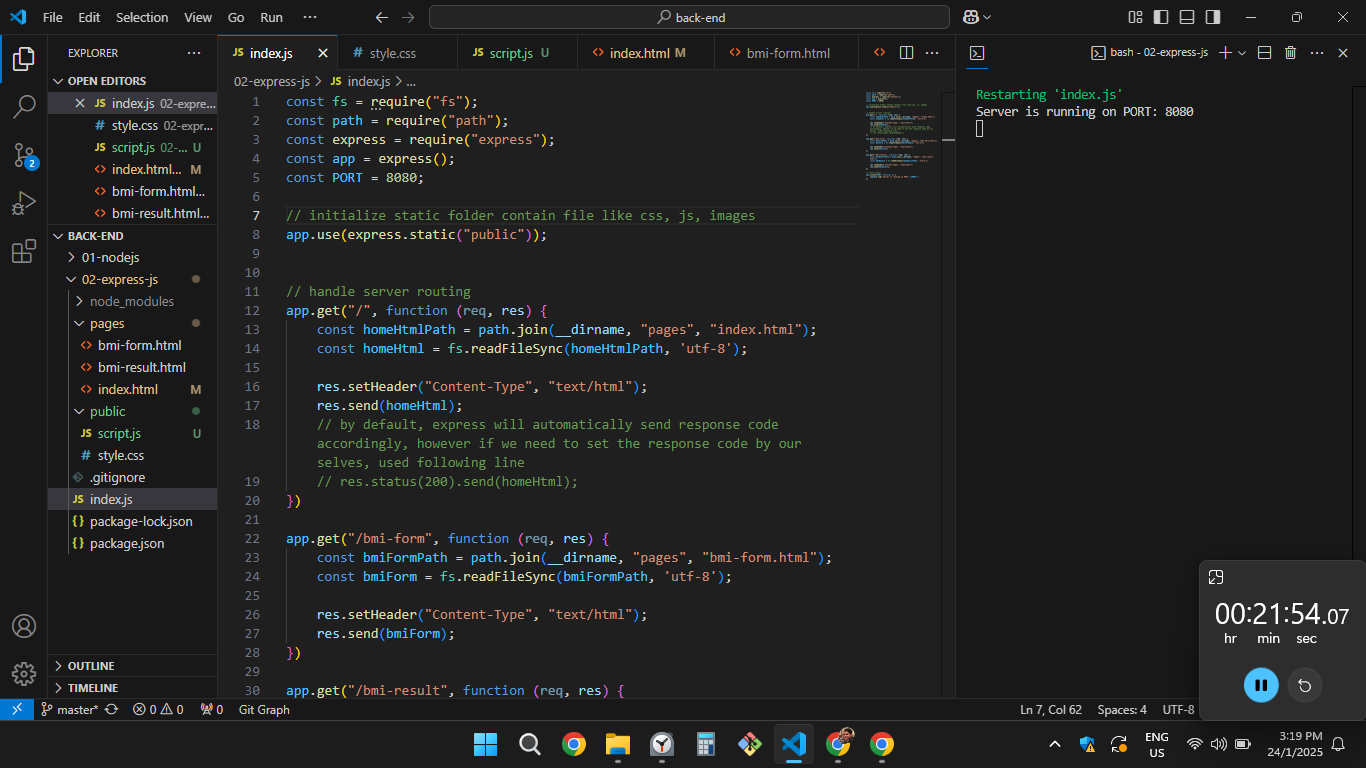 File Edit Selection View Go Run ···
back-end
EXPLORER ···
OPEN EDITORS
JS index.js 02-expre...
# style.css 02-expr...
JS script.js 02-... U
<> index.html... M
<> bmi-form.html...
<> bmi-result.html...
BACK-END
01-nodejs
02-express-js
node_modules
pages
<> bmi-form.html
<> bmi-result.html
<> index.html M
public
JS script.js U
# style.css
.gitignore
JS index.js
{} package-lock.json
{} package.json
OUTLINE
TIMELINE
2
JS index.js
# style.css
JS script.js U
<> index.html M
<> bmi-form.html
<>
···
02-express-js > JS index.js > ...
1 const fs = require("fs");
2 const path = require("path");
3 const express = require("express");
4 const app = express();
5 const PORT = 8080;
6
7 // initialize static folder contain file like css, js, images
8 app.use(express.static("public"));
9
10
11 // handle server routing
12 app.get("/", function (req, res) {
13 const homeHtmlPath = path.join(__dirname, "pages", "index.html");
14 const homeHtml = fs.readFileSync(homeHtmlPath, 'utf-8');
15
16 res.setHeader("Content-Type", "text/html");
17 res.send(homeHtml);
18 // by default, express will automatically send response code
accordingly, however if we need to set the response code by our
selves, used following line
19 // res.status(200).send(homeHtml);
20 })
21
22 app.get("/bmi-form", function (req, res) {
23 const bmiFormPath = path.join(__dirname, "pages", "bmi-form.html");
24 const bmiForm = fs.readFileSync(bmiFormPath, 'utf-8');
25
26 res.setHeader("Content-Type", "text/html");
27 res.send(bmiForm);
28 })
29
30 app.get("/bmi-result", function (req, res) {
bash - 02-express-js
Restarting 'index.js'
Server is running on PORT: 8080
00:21:54.07
hr min sec
master* 0 0 0 Git Graph
Ln 7, Col 62 Spaces: 4 UTF-8
ENG
US
3:19 PM
24/1/2025